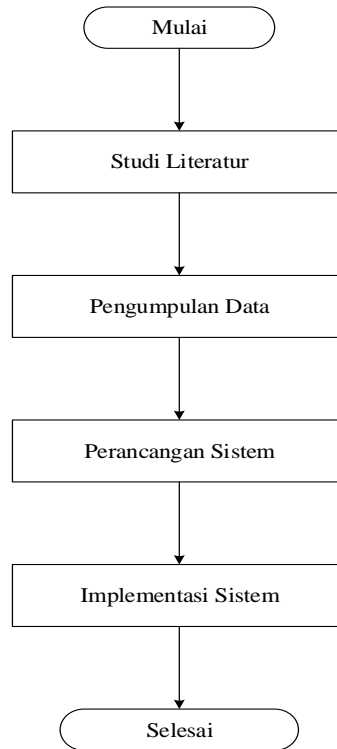 Mulai
Studi Literatur
Pengumpulan Data
Perancangan Sistem
Implementasi Sistem
Selesai